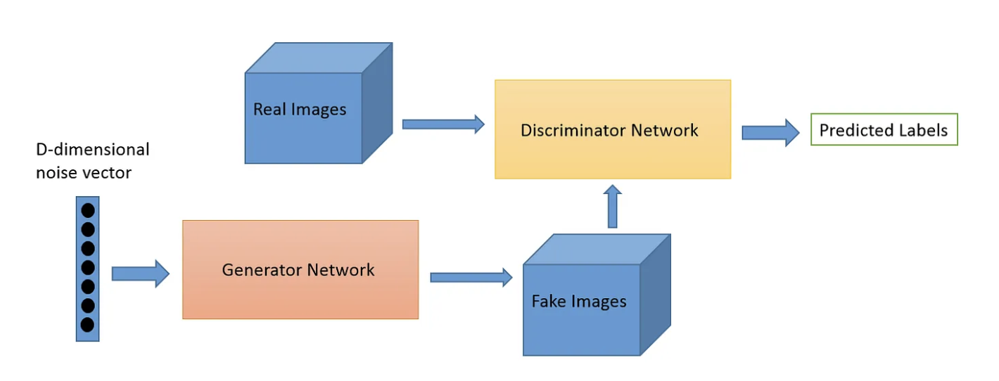 Real Images
Discriminator Network
Predicted Labels
D-dimensional
noise vector
Generator Network
Fake Images